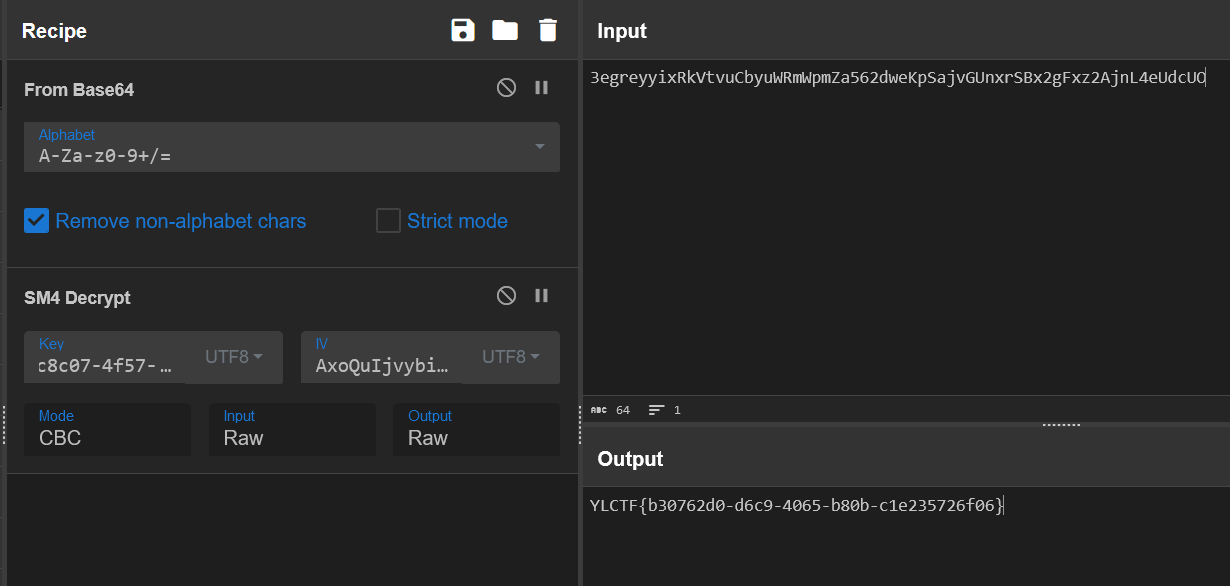 Recipe
From Base64
Alphabet
A-Za-z0-9+/=
Remove non-alphabet chars
Strict mode
SM4 Decrypt
Key
c8c07-4f57-…
UTF8
IV
AxoQuIjvybi…
UTF8
Mode
CBC
Input
Raw
Output
Raw
Input
3egreyyixRkVtvuCbyuWRmWpmZa562dweKpSajvGUnxrSBx2gFxz2AjnL4eUdcUO
ABC 64 1
Output
YLCTF{b30762d0-d6c9-4065-b80b-c1e235726f06}